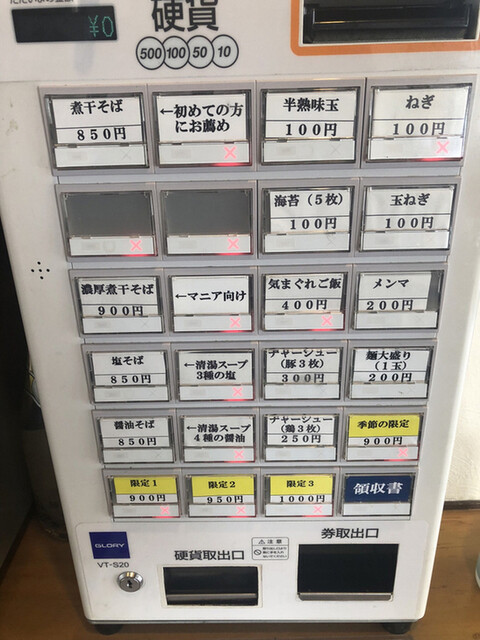 ¥0
硬貨
500 100 50 10
煮干そば
850円
←初めての方
にお薦め
半熟味玉
100円
ねぎ
100円
海苔（5枚）
100円
玉ねぎ
100円
濃厚煮干そば
900円
←マニア向け
気まぐれご飯
400円
メンマ
200円
塩そば
850円
←清湯スープ
3種の塩
チャーシュー
（豚3枚）
300円
麺大盛り
（1玉）
200円
醤油そば
850円
←清湯スープ
4種の醤油
チャーシュー
（鶏3枚）
250円
季節の限定
900円
限定1
900円
限定2
950円
限定3
1000円
領収書
GLORY
VT-S20
硬貨取出口
注意
券取出口